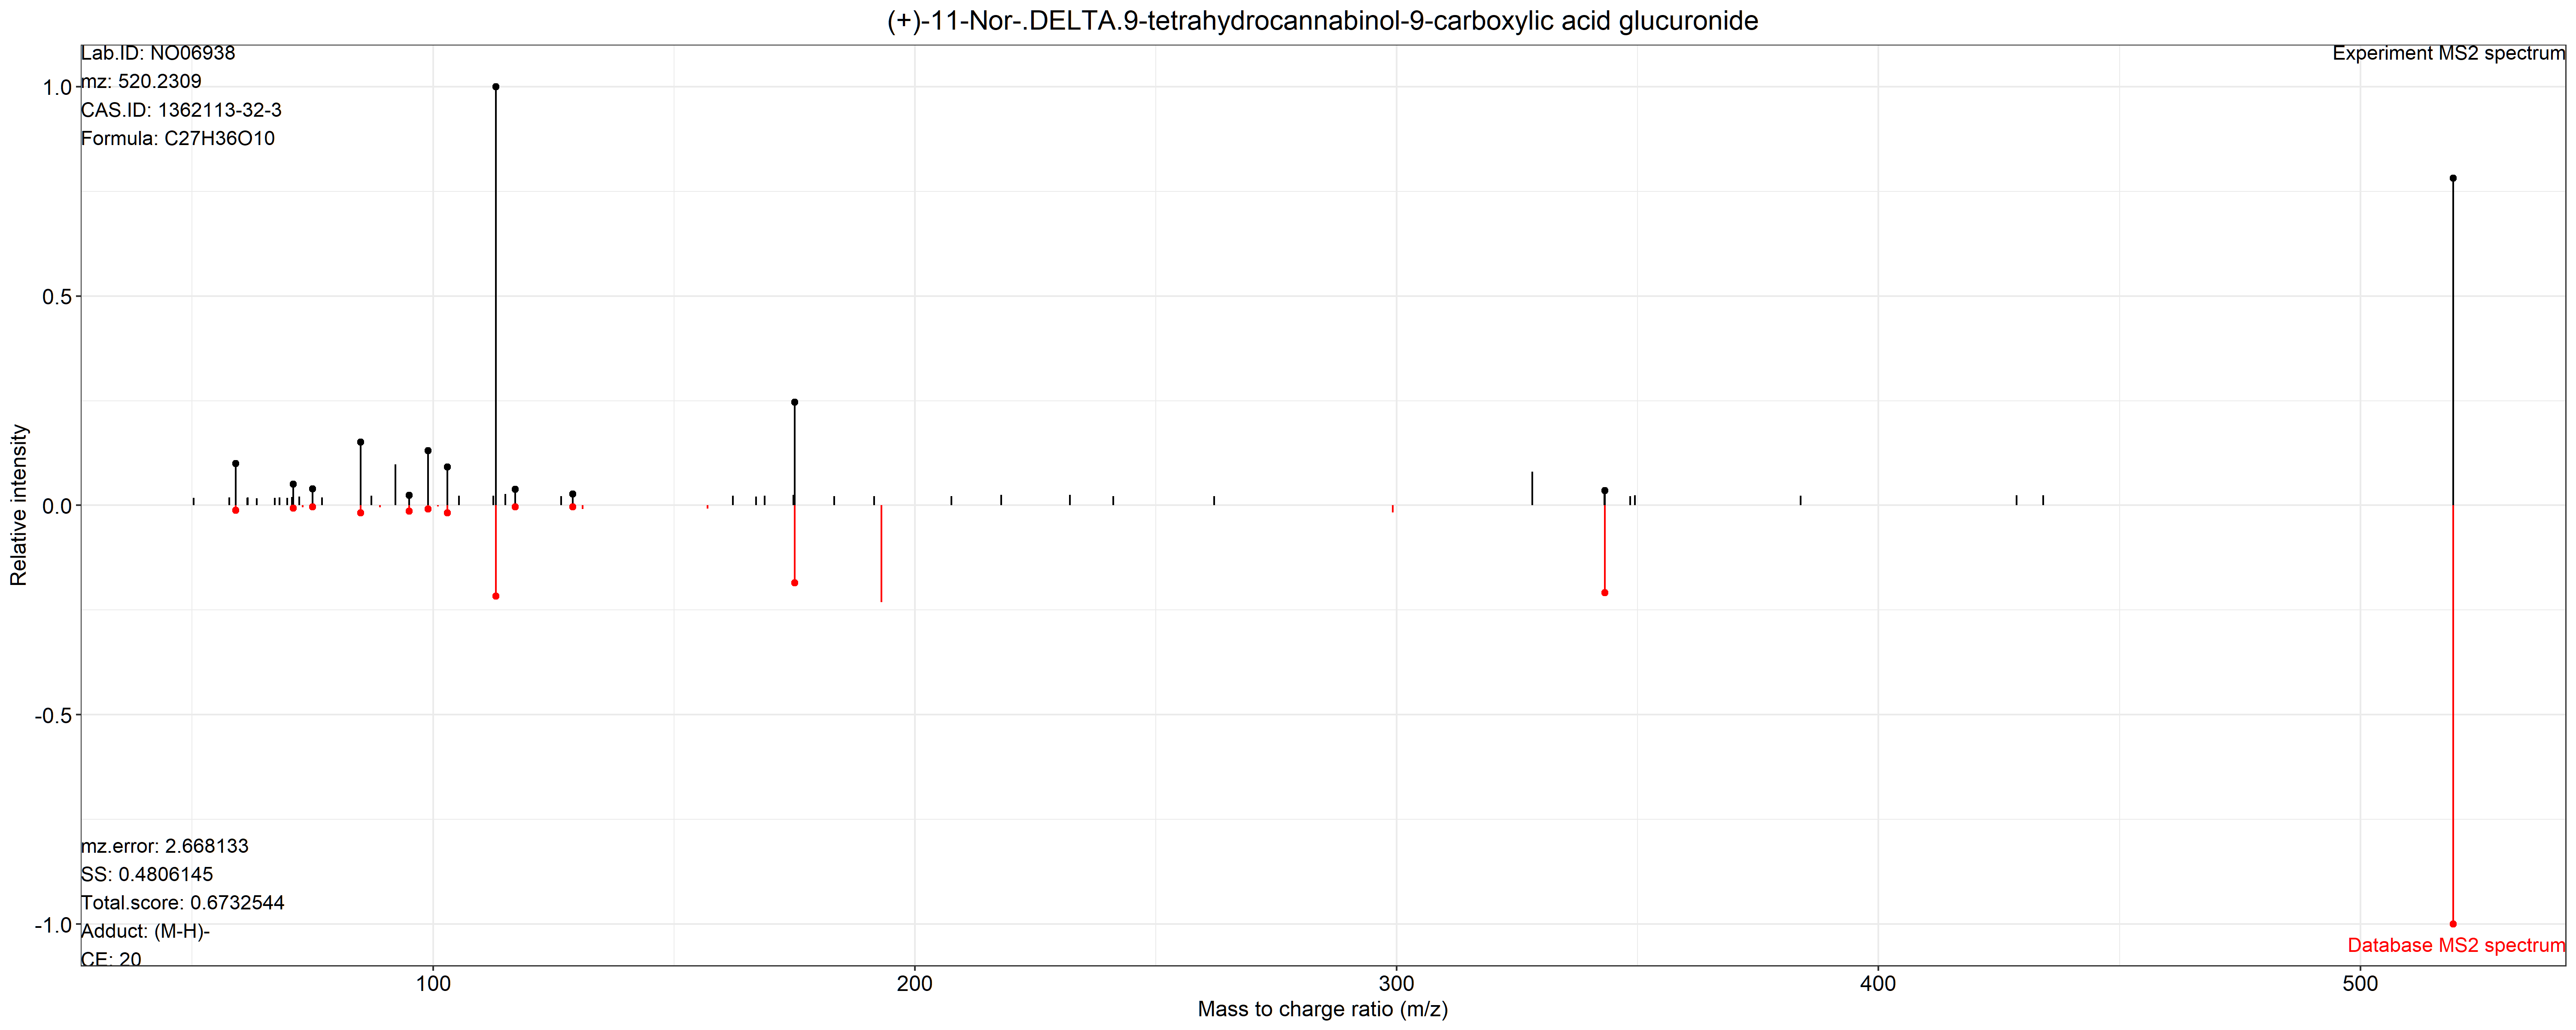 (+)-11-Nor-.DELTA.9-tetrahydrocannabinol-9-carboxylic acid glucuronide
Lab.ID: NO06938
Experiment MS2 spectrum
mz: 520.2309
CAS.ID: 1362113-32-3
Formula: C27H36O10
1.0
0.5
0.0
-0.5
-1.0
Relative intensity
mz.error: 2.668133
SS: 0.4806145
Total.score: 0.6732544
Adduct: (M-H)-
CE: 20
Database MS2 spectrum
100
200
300
400
500
Mass to charge ratio (m/z)